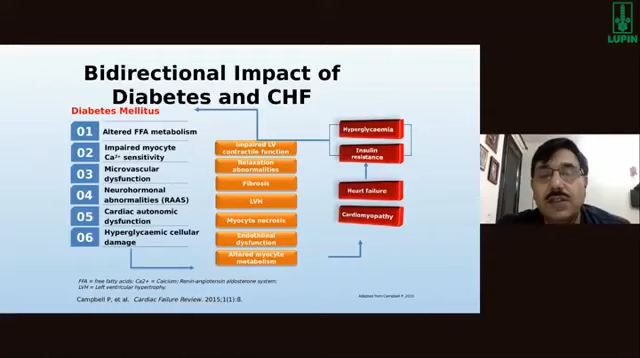 LUPIN
Bidirectional Impact of
Diabetes and CHF
Diabetes Mellitus
01 Altered FFA metabolism
02 Impaired myocyte
Ca²⁺ sensitivity
03 Microvascular
dysfunction
04 Neurohormonal
abnormalities (RAAS)
05 Cardiac autonomic
dysfunction
06 Hyperglycaemic cellular
damage
Impaired LV
contractile function
Relaxation
abnormalities
Fibrosis
LVH
Myocyte necrosis
Endothileal
dysfunction
Altered myocyte
metabolism
Hyperglycaemia
Insulin
resistance
Heart failure
Cardiomyopathy
FFA = free fatty acids; Ca2+ = Calcium; Renin-angiotensin aldosterone system;
LVH = Left ventricular hypertrophy.
Campbell P, et al. Cardiac Failure Review. 2015;1(1):8.
Adapted from Campbell P, 2015